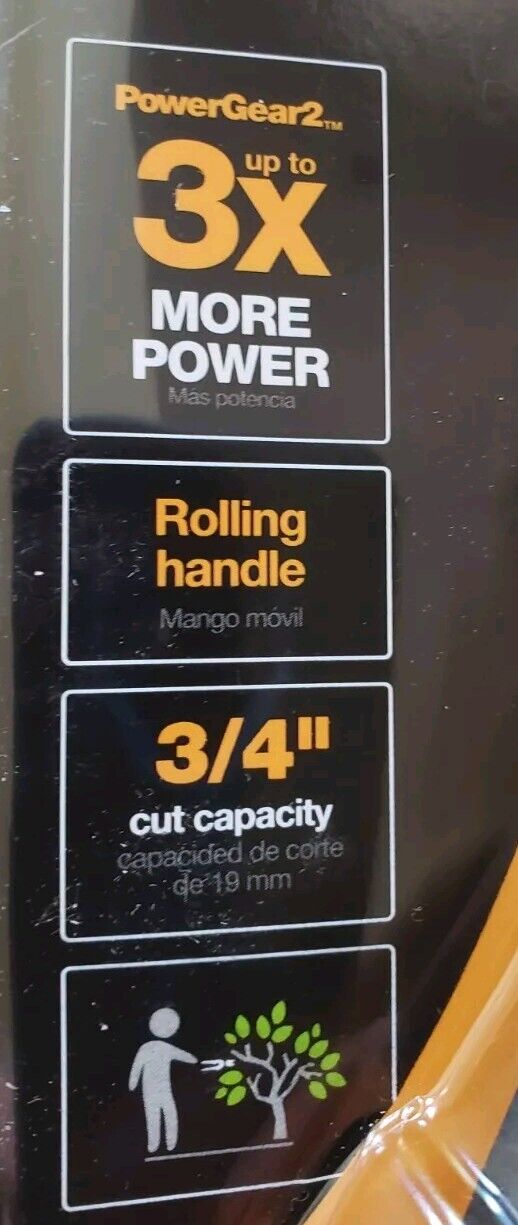 PowerGear2™
up to
3x
MORE
POWER
Más potencia
Rolling
handle
Mango móvil
3/4"
cut capacity
capacided de corte
de 19 mm